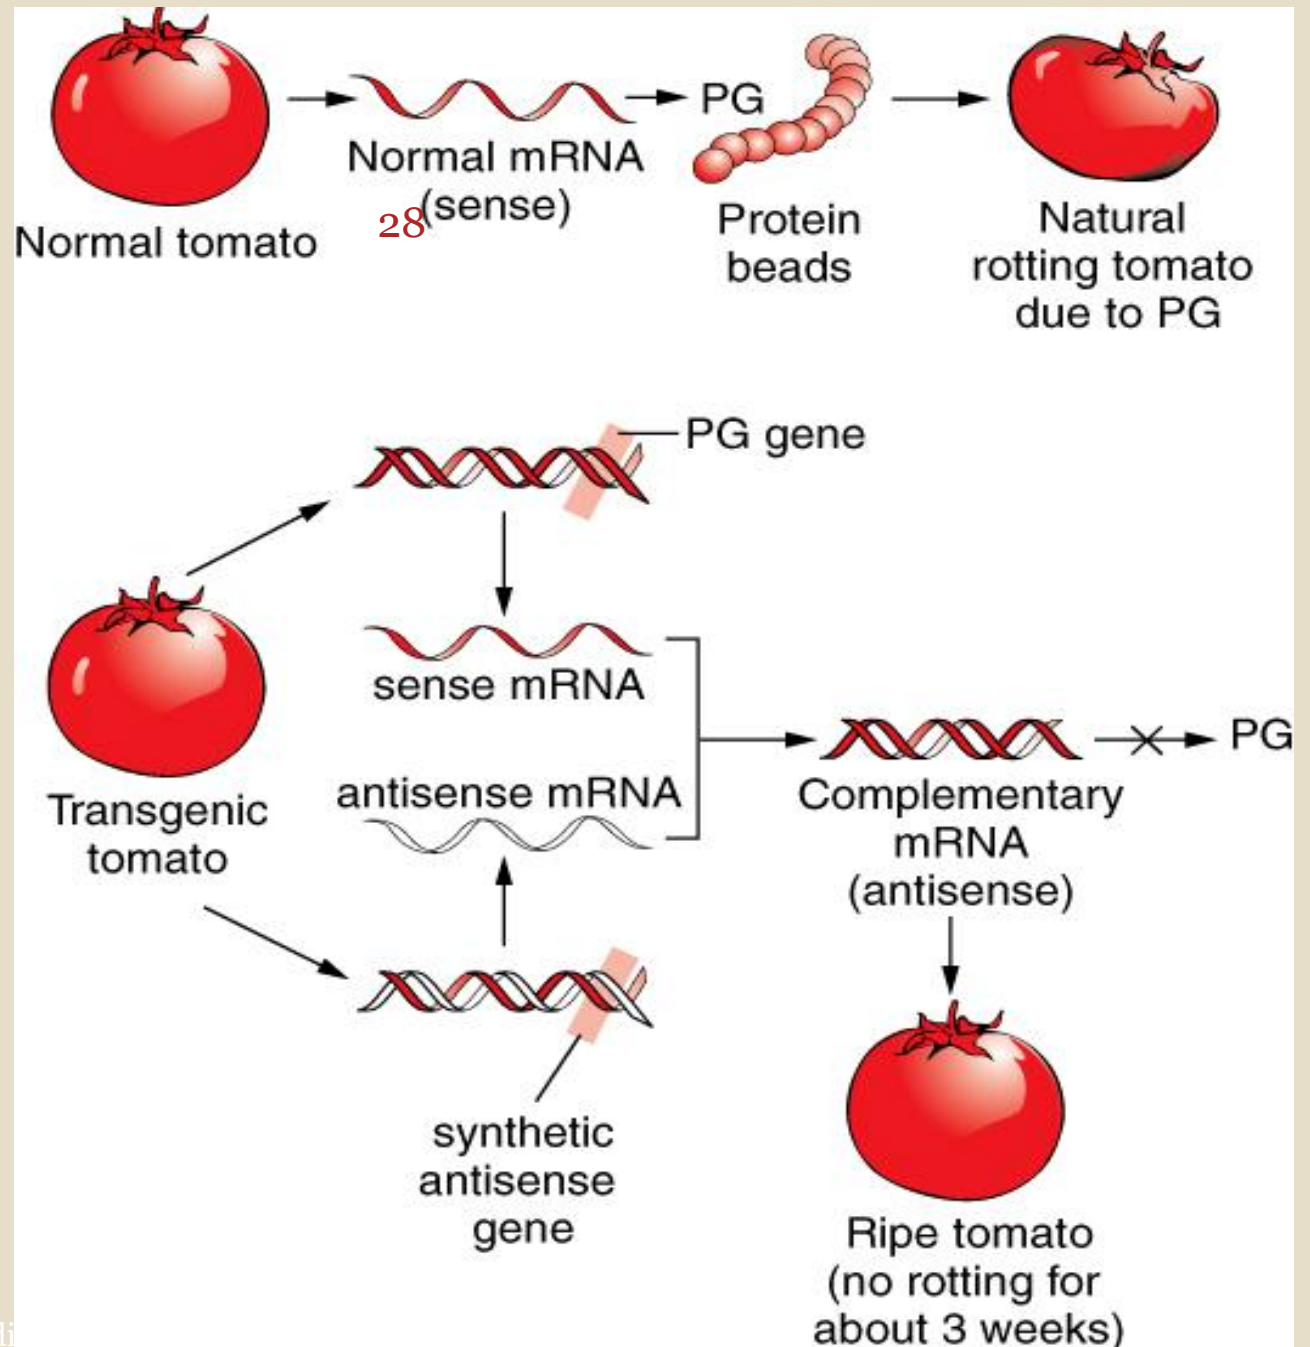 PG
Normal mRNA
(sense)
28
Normal tomato
Protein
beads
Natural
rotting tomato
due to PG
PG gene
sense mRNA
antisense mRNA
Transgenic
tomato
PG
Complementary
mRNA
(antisense)
synthetic
antisense
gene
Ripe tomato
(no rotting for
about 3 weeks)